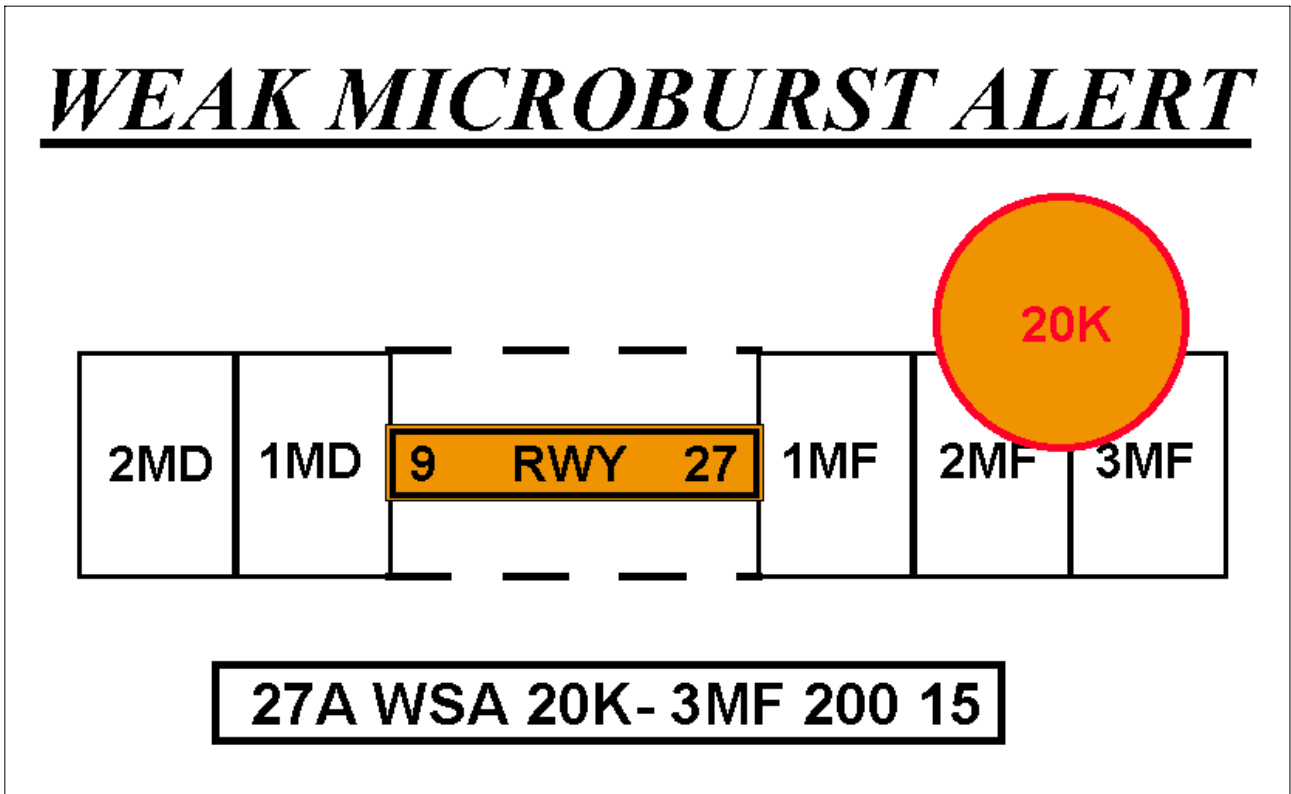 WEAK MICROBURST ALERT
20K
2MD 1MD 9 RWY 27 1MF 2MF 3MF
27A WSA 20K- 3MF 200 15